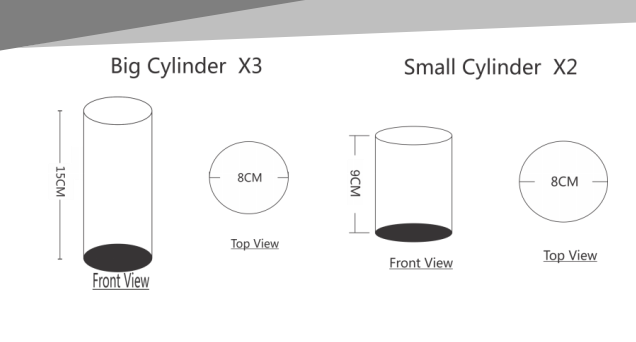 Big Cylinder X3
Small Cylinder X2
15CM
8CM
9CM
8CM
Top View
Front View
Front View
Top View